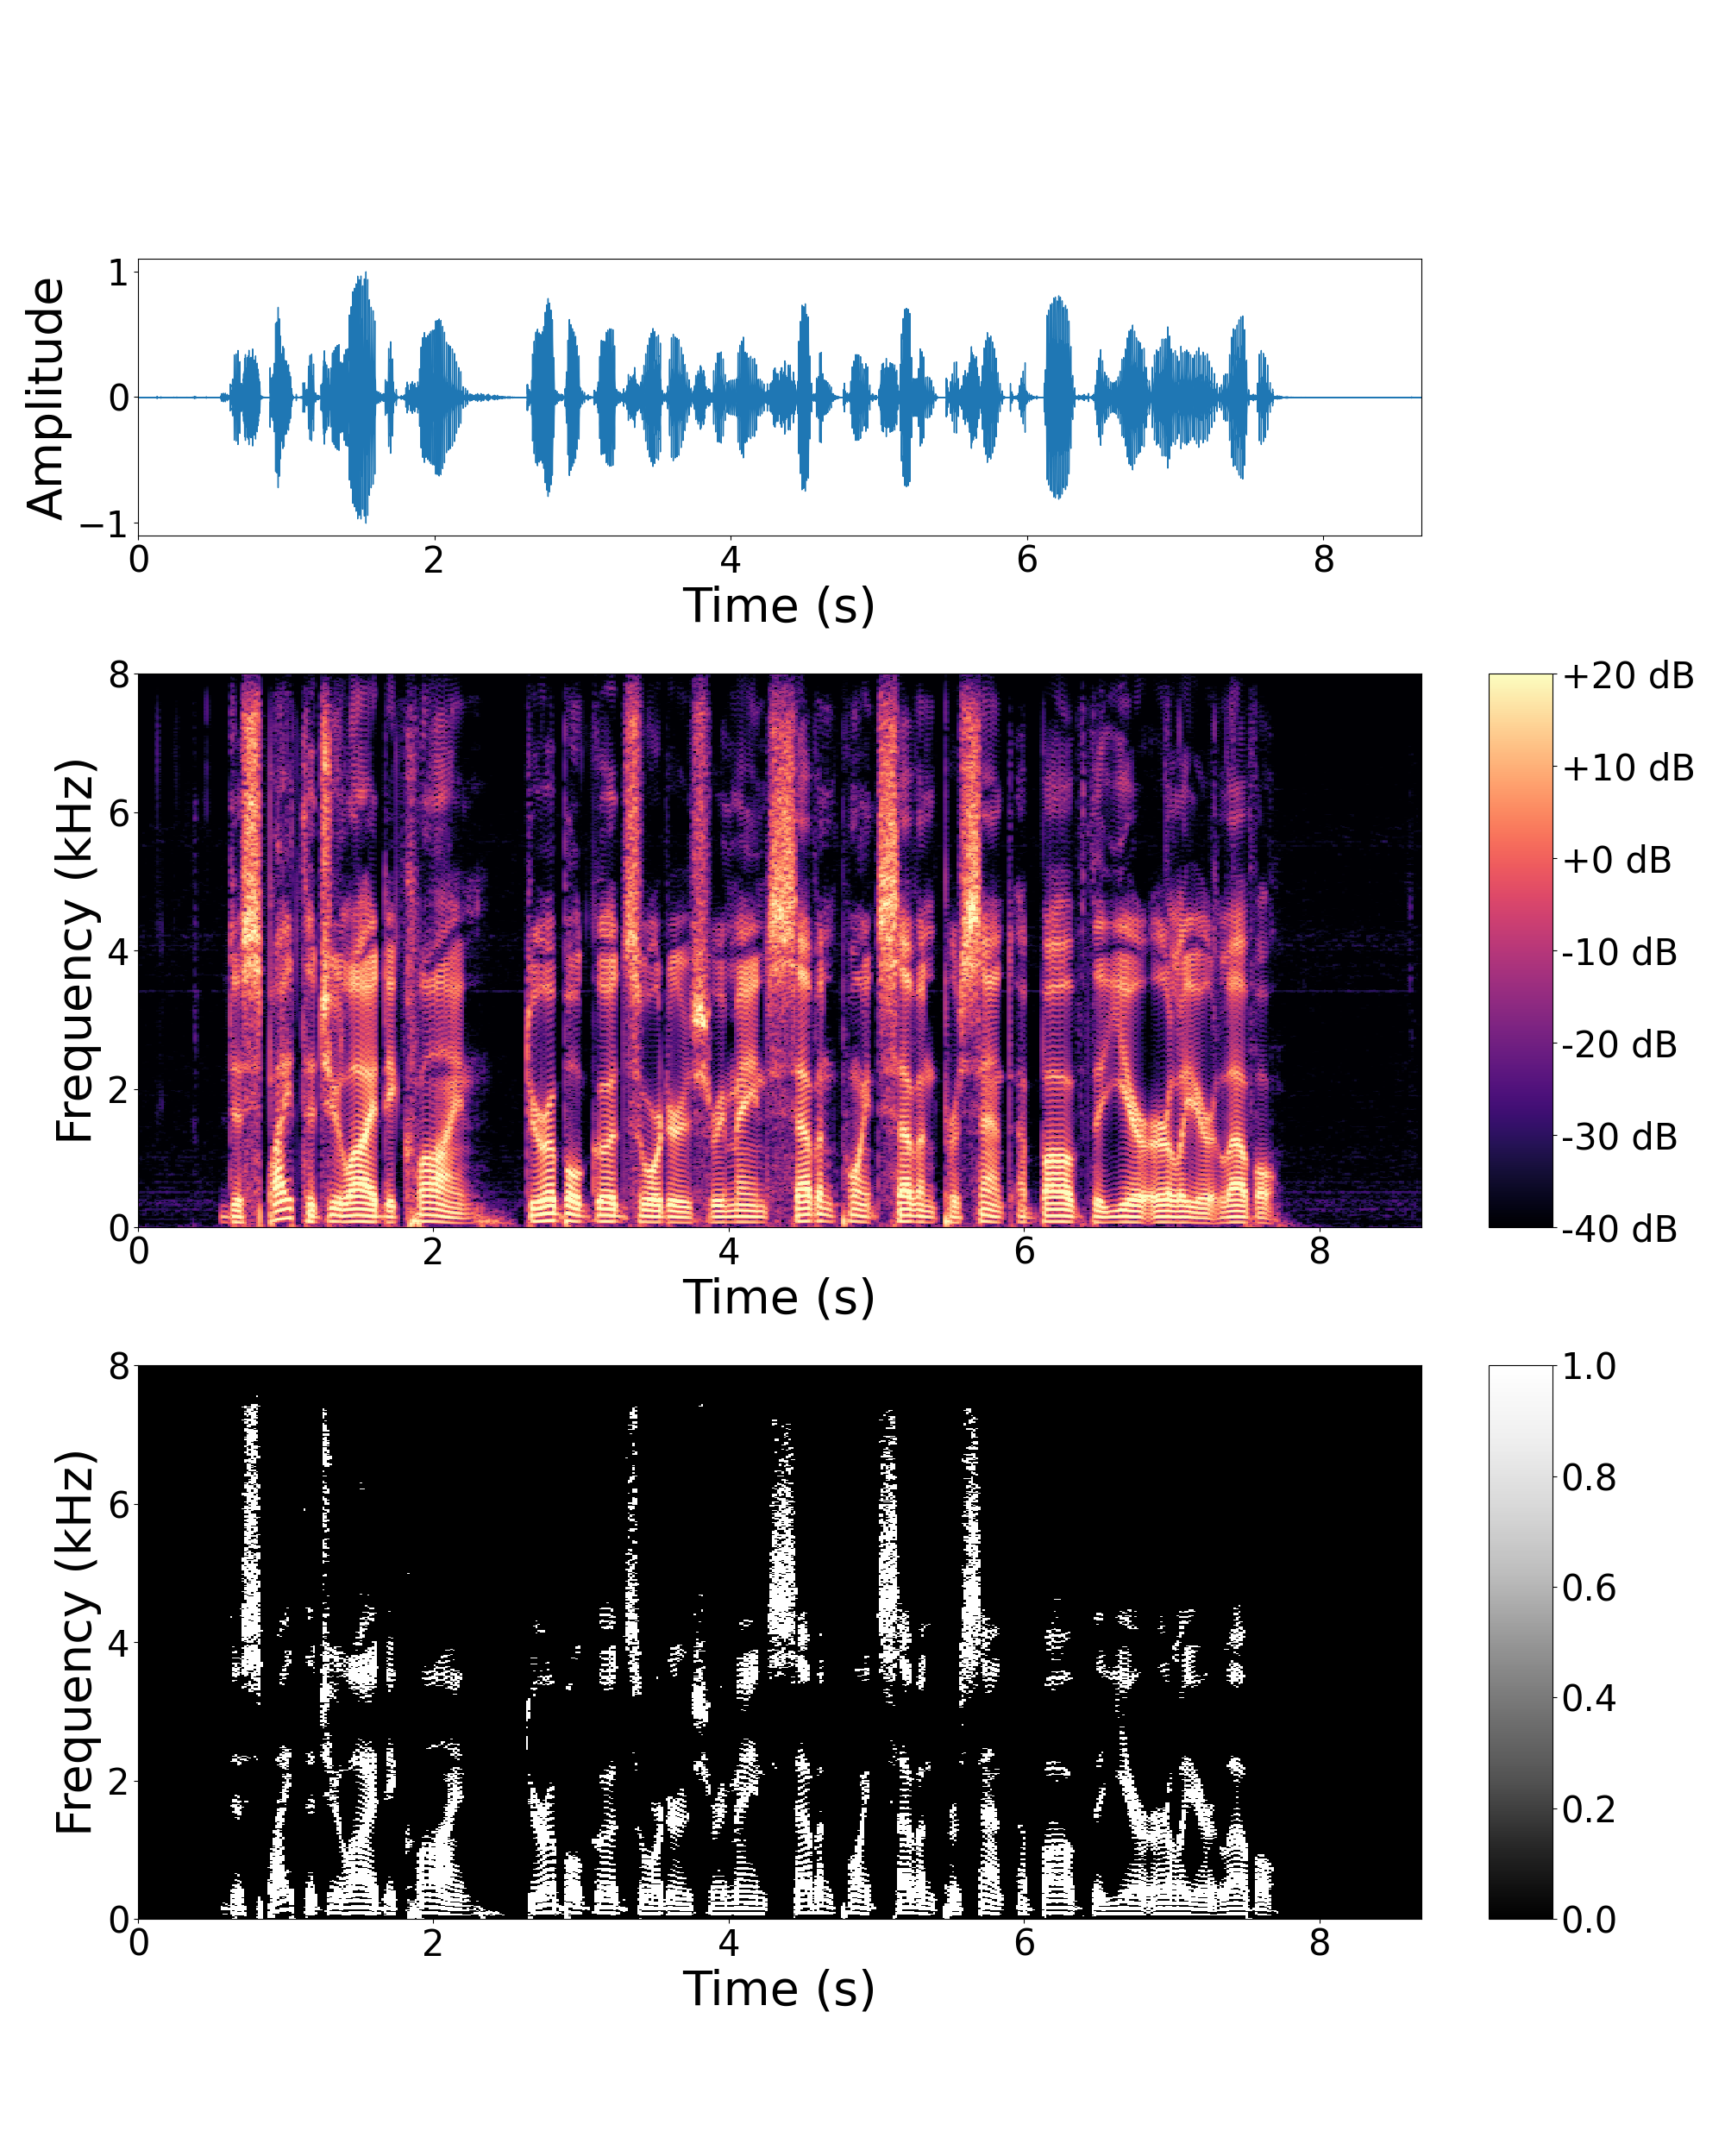 Amplitude
1
0
−1
0 2 4 6 8
Time (s)
Frequency (kHz)
8
6
4
2
0
0 2 4 6 8
Time (s)
+20 dB
+10 dB
+0 dB
-10 dB
-20 dB
-30 dB
-40 dB
Frequency (kHz)
8
6
4
2
0
0 2 4 6 8
Time (s)
1.0
0.8
0.6
0.4
0.2
0.0